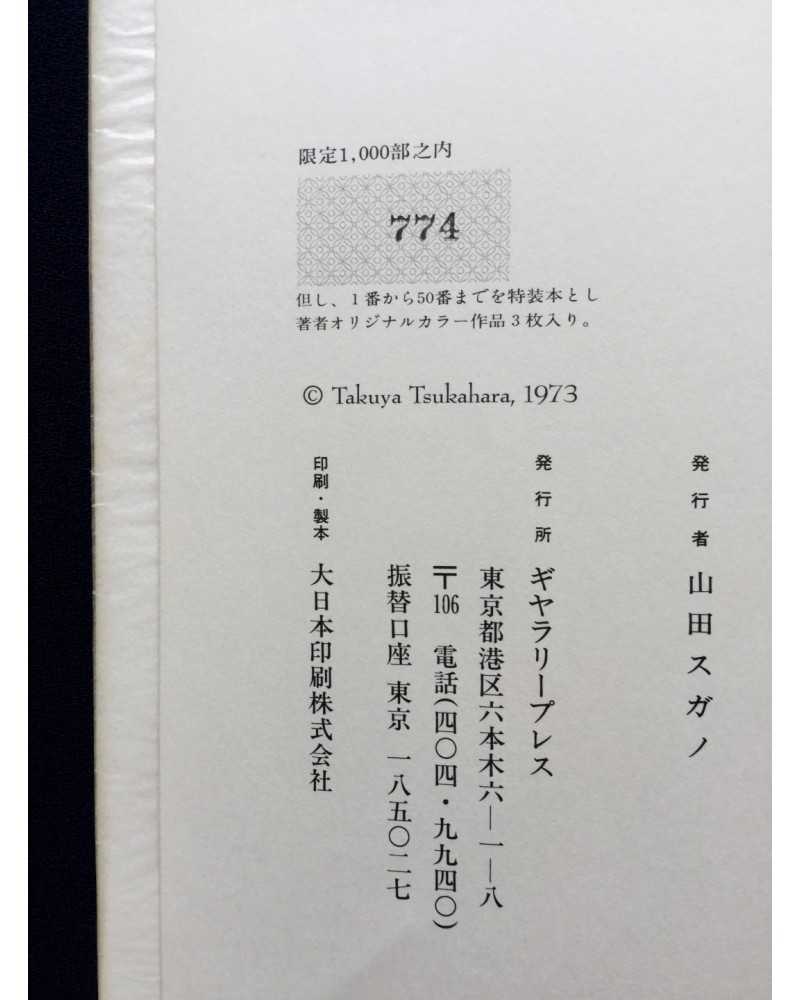 限定1,000部之内
774
但し、1番から50番までを特装本とし
著者オリジナルカラー作品3枚入り。
© Takuya Tsukahara, 1973
発行者 山田スガノ
発行所 ギャラリープレス
東京都港区六本木六―一―八
〒106 電話(四〇四・九九四〇)
振替口座 東京 一八五〇二七
印刷・製本 大日本印刷株式会社